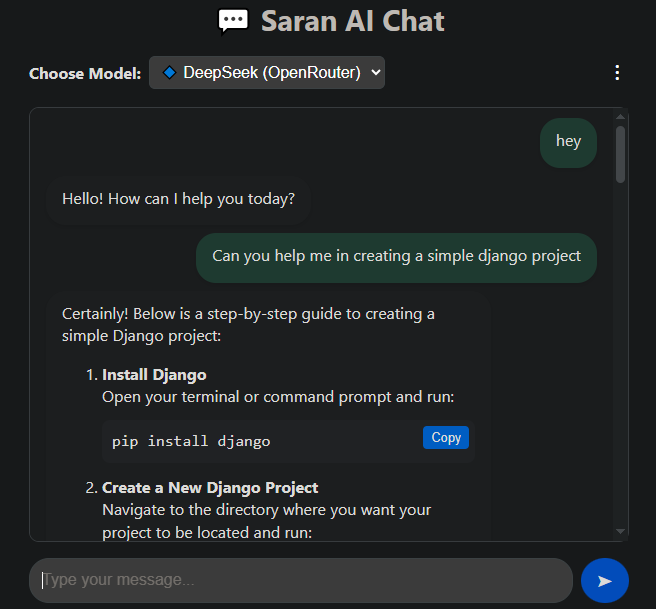 Saran AI Chat
Choose Model: DeepSeek (OpenRouter)
hey
Hello! How can I help you today?
Can you help me in creating a simple django project
Certainly! Below is a step-by-step guide to creating a
simple Django project:
1. Install Django
Open your terminal or command prompt and run:
pip install django
Copy
2. Create a New Django Project
Navigate to the directory where you want your
project to be located and run:
Type your message...